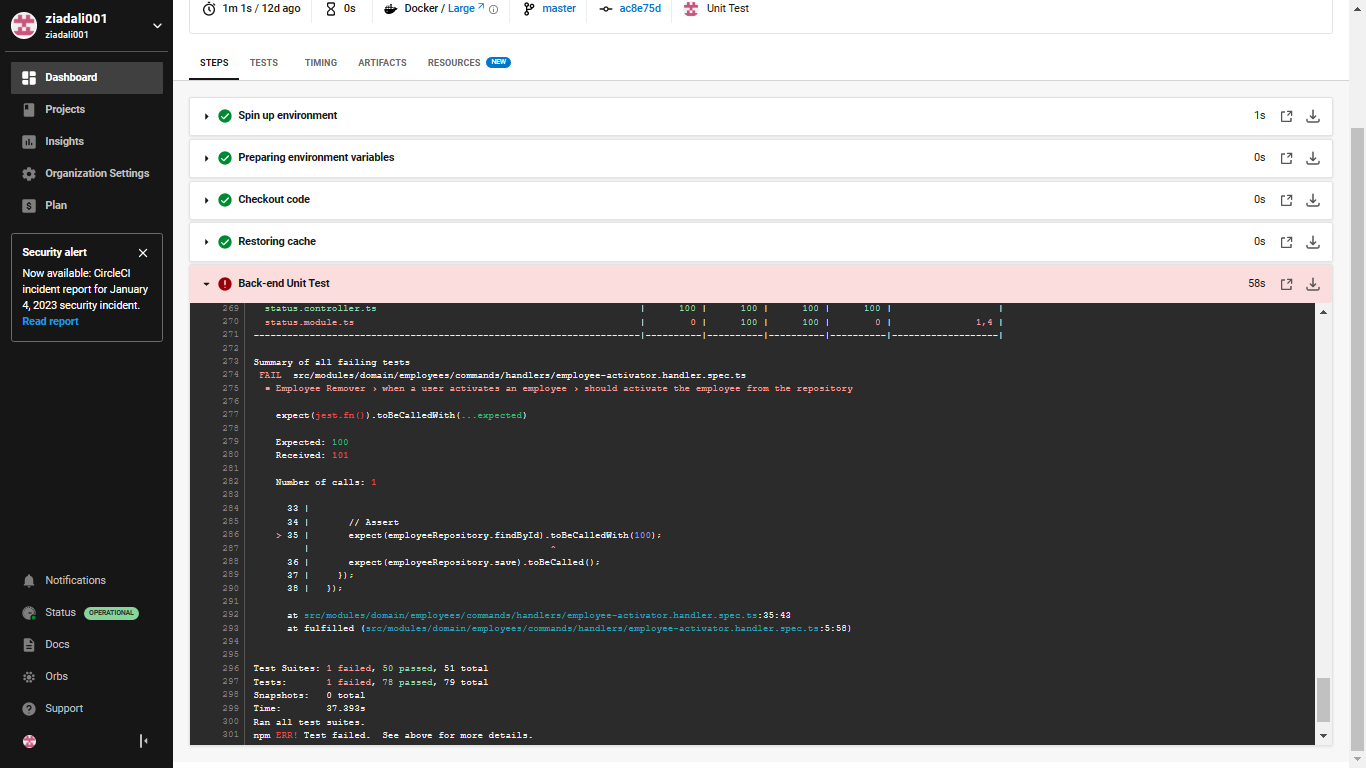 ziadali001
ziadali001
Dashboard
Projects
Insights
Organization Settings
Plan
Security alert
Now available: CircleCI
incident report for January
4, 2023 security incident.
Read report
Notifications
Status OPERATIONAL
Docs
Orbs
Support
1m 1s / 12d ago 0s Docker / Large master ac8e75d Unit Test
STEPS TESTS TIMING ARTIFACTS RESOURCES NEW
Spin up environment 1s
Preparing environment variables 0s
Checkout code 0s
Restoring cache 0s
Back-end Unit Test 58s
269 status.controller.ts | 100 | 100 | 100 | 100 | |
270 status.module.ts | 0 | 100 | 100 | 0 | 1,4 |
271 -----------------------------------------------------------------------|----------|----------|----------|----------|-------------------|
272
273 Summary of all failing tests
274 FAIL src/modules/domain/employees/commands/handlers/employee-activator.handler.spec.ts
275 ● Employee Remover › when a user activates an employee › should activate the employee from the repository
276
277 expect(jest.fn()).toBeCalledWith(...expected)
278
279 Expected: 100
280 Received: 101
281
282 Number of calls: 1
283
284 33 |
285 34 | // Assert
286 > 35 | expect(employeeRepository.findById).toBeCalledWith(100);
287 | ^
288 36 | expect(employeeRepository.save).toBeCalled();
289 37 | });
290 38 | });
291
292 at src/modules/domain/employees/commands/handlers/employee-activator.handler.spec.ts:35:43
293 at fulfilled (src/modules/domain/employees/commands/handlers/employee-activator.handler.spec.ts:5:58)
294
295
296 Test Suites: 1 failed, 50 passed, 51 total
297 Tests: 1 failed, 78 passed, 79 total
298 Snapshots: 0 total
299 Time: 37.393s
300 Ran all test suites.
301 npm ERR! Test failed. See above for more details.